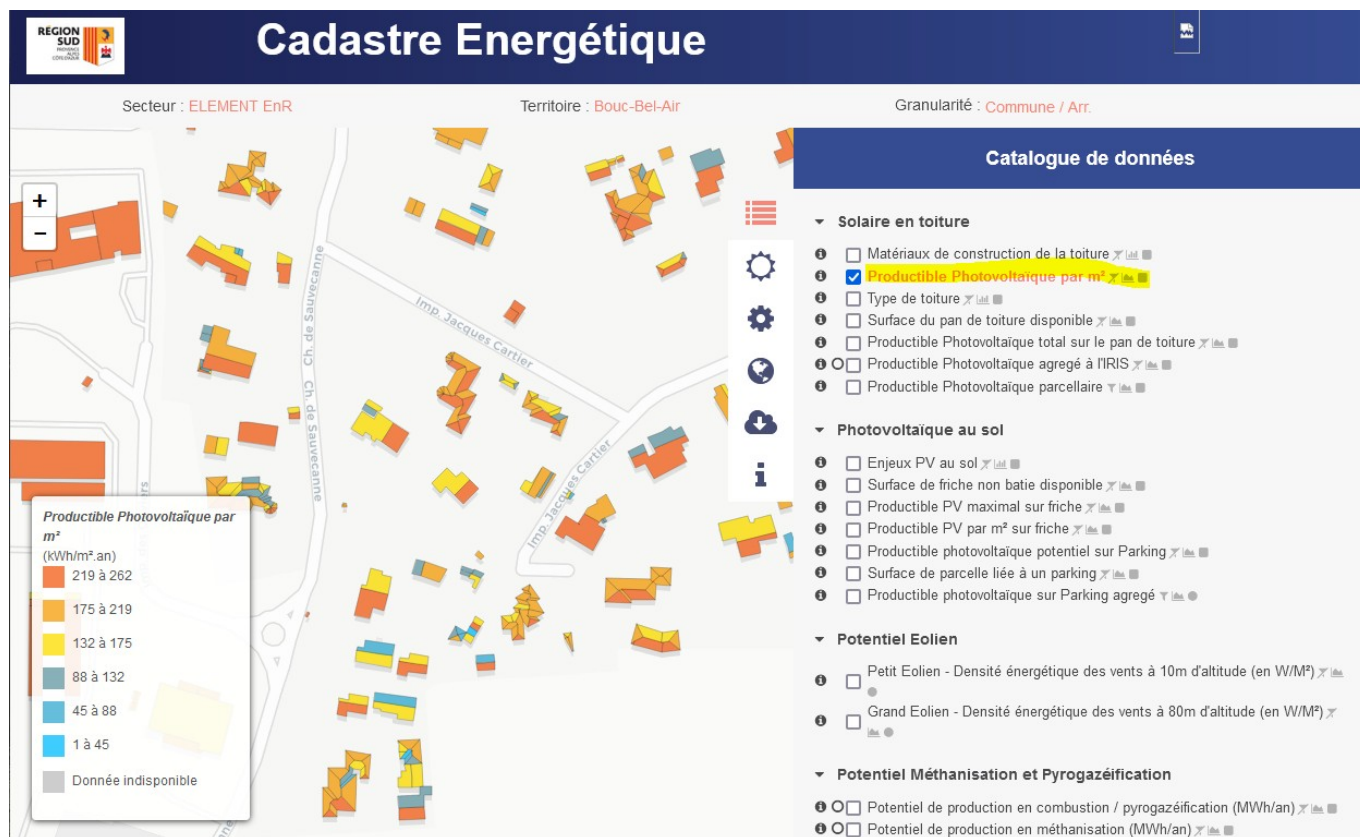 RÉGION
SUD
PROVENCE
ALPES
CÔTE D'AZUR
Cadastre Energétique
Secteur : ELEMENT EnR
Territoire : Bouc-Bel-Air
Granularité : Commune / Arr.
+
−
Ch. de Sauvecanne
Ch. de Sauvecanne
Imp. Jacques Cartier
Imp. Jacques Cartier
Productible Photovoltaïque par
m²
(kWh/m².an)
219 à 262
175 à 219
132 à 175
88 à 132
45 à 88
1 à 45
Donnée indisponible
Catalogue de données
Solaire en toiture
Matériaux de construction de la toiture
Productible Photovoltaïque par m²
Type de toiture
Surface du pan de toiture disponible
Productible Photovoltaïque total sur le pan de toiture
Productible Photovoltaïque agregé à l'IRIS
Productible Photovoltaïque parcellaire
Photovoltaïque au sol
Enjeux PV au sol
Surface de friche non batie disponible
Productible PV maximal sur friche
Productible PV par m² sur friche
Productible photovoltaïque potentiel sur Parking
Surface de parcelle liée à un parking
Productible photovoltaïque sur Parking agregé
Potentiel Eolien
Petit Eolien - Densité énergétique des vents à 10m d'altitude (en W/M²)
Grand Eolien - Densité énergétique des vents à 80m d'altitude (en W/M²)
Potentiel Méthanisation et Pyrogazéification
Potentiel de production en combustion / pyrogazéification (MWh/an)
Potentiel de production en méthanisation (MWh/an)